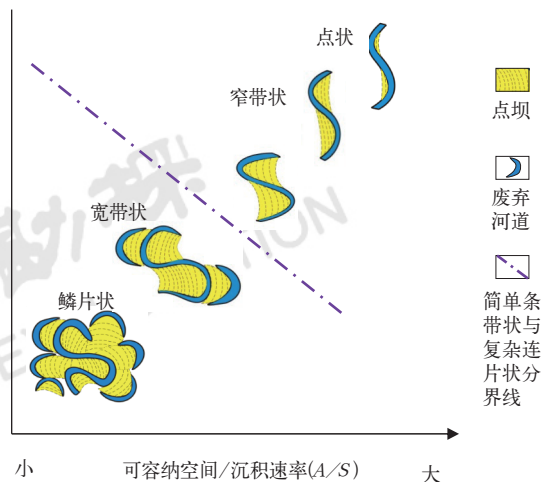 点状
窄带状
宽带状
鳞片状
点坝
废弃
河道
简单条
带状与
复杂连
片状分
界线
小
可容纳空间/沉积速率(A/S)
大